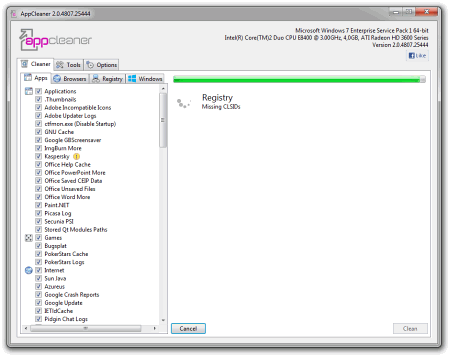 AppCleaner 2.0.4807.25444
appcleaner
Microsoft Windows 7 Enterprise Service Pack 1 64-bit
Intel(R) Core(TM)2 Duo CPU E8400 @ 3.00GHz, 4,0GB, ATI Radeon HD 3600 Series
Version 2.0.4807.25444
Like
Cleaner Tools Options
Apps Browsers Registry Windows
Applications
.Thumbnails
Adobe Incompatible Icons
Adobe Updater Logs
ctfmon.exe (Disable Startup)
GNU Cache
Google GBScreensaver
ImgBurn More
Kaspersky
Office Help Cache
Office PowerPoint More
Office Saved CEIP Data
Office Unsaved Files
Office Word More
Paint.NET
Picasa Log
Secunia PSI
Stored Qt Modules Paths
Games
Bugsplat
PokerStars Cache
PokerStars Logs
Internet
Sun Java
Azureus
Google Crash Reports
Google Update
IETldCache
Pidgin Chat Logs
Registry
Missing CLSIDs
Cancel
Clean